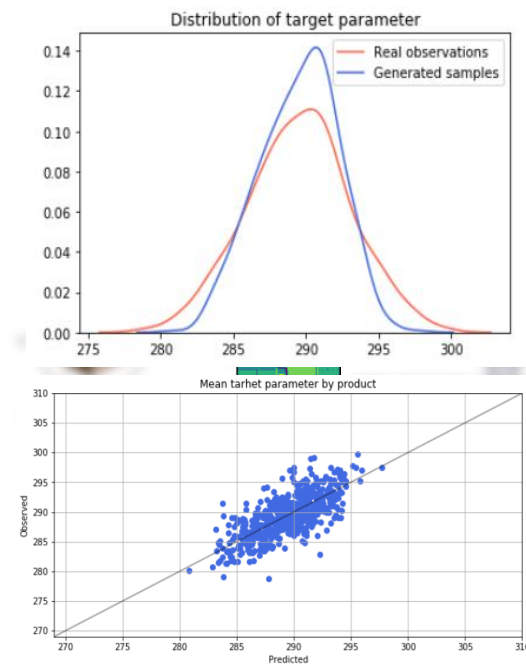 Distribution of target parameter
Real observations
Generated samples
0.14
0.12
0.10
0.08
0.06
0.04
0.02
0.00
275 280 285 290 295 300
Mean tarhet parameter by product
310
305
300
295
290
285
280
275
270
Observed
270 275 280 285 290 295 300 305 310
Predicted